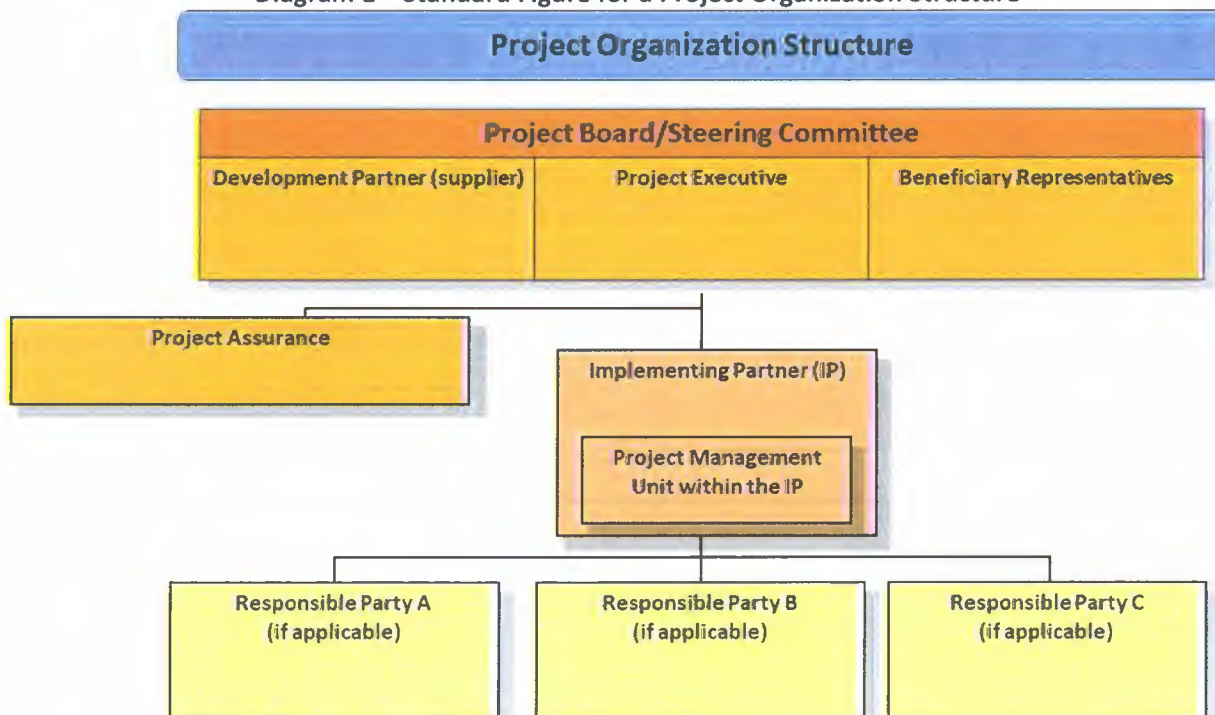 Project Organization Structure
Project Board/Steering Committee
Development Partner (supplier)
Project Executive
Beneficiary Representatives
Project Assurance
Implementing Partner (IP)
Project Management
Unit within the IP
Responsible Party A
(if applicable)
Responsible Party B
(if applicable)
Responsible Party C
(if applicable)